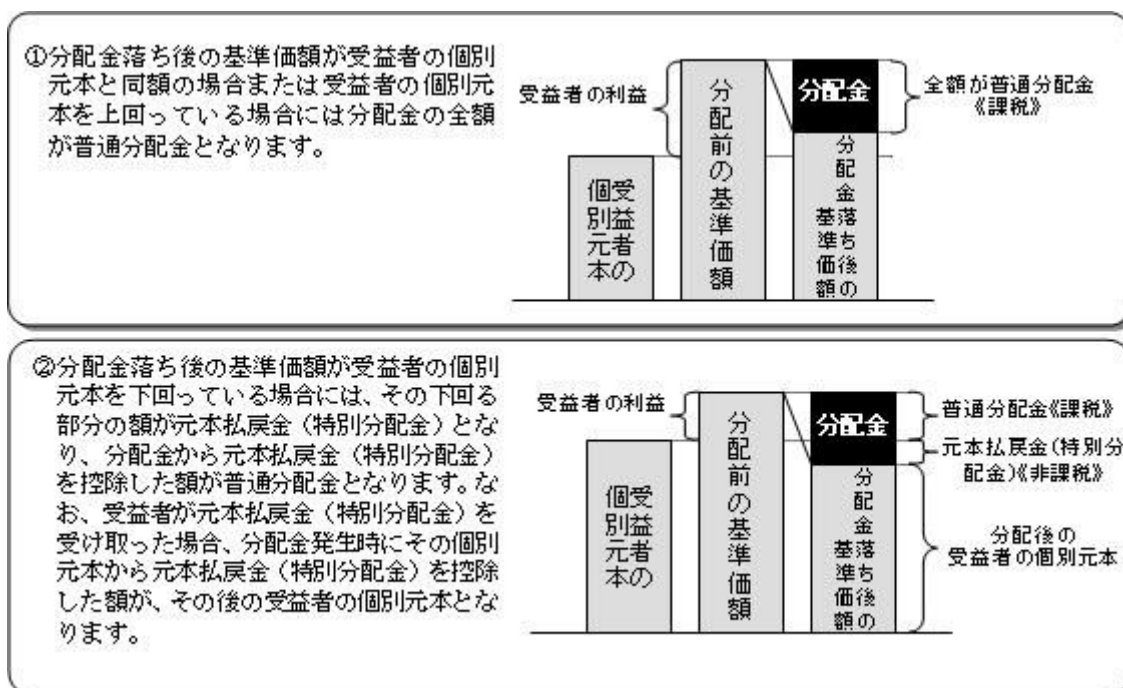 ①分配金落ち後の基準価額が受益者の個別
元本と同額の場合または受益者の個別元
本を上回っている場合には分配金の全額
が普通分配金となります。
受益者の利益
受益者の
個別元本
分配前の基準価額
分配金
分配金落ち後の
基準価額
全額が普通分配金
《課税》
②分配金落ち後の基準価額が受益者の個別
元本を下回っている場合には、その下回る
部分の額が元本払戻金(特別分配金)とな
り、分配金から元本払戻金(特別分配金)
を控除した額が普通分配金となります。な
お、受益者が元本払戻金(特別分配金)を
受け取った場合、分配金発生時にその個別
元本から元本払戻金(特別分配金)を控除
した額が、その後の受益者の個別元本とな
ります。
受益者の利益
受益者の
個別元本
分配前の基準価額
分配金
分配金落ち後の
基準価額
普通分配金《課税》
元本払戻金(特別分
配金)《非課税》
分配後の
受益者の個別元本